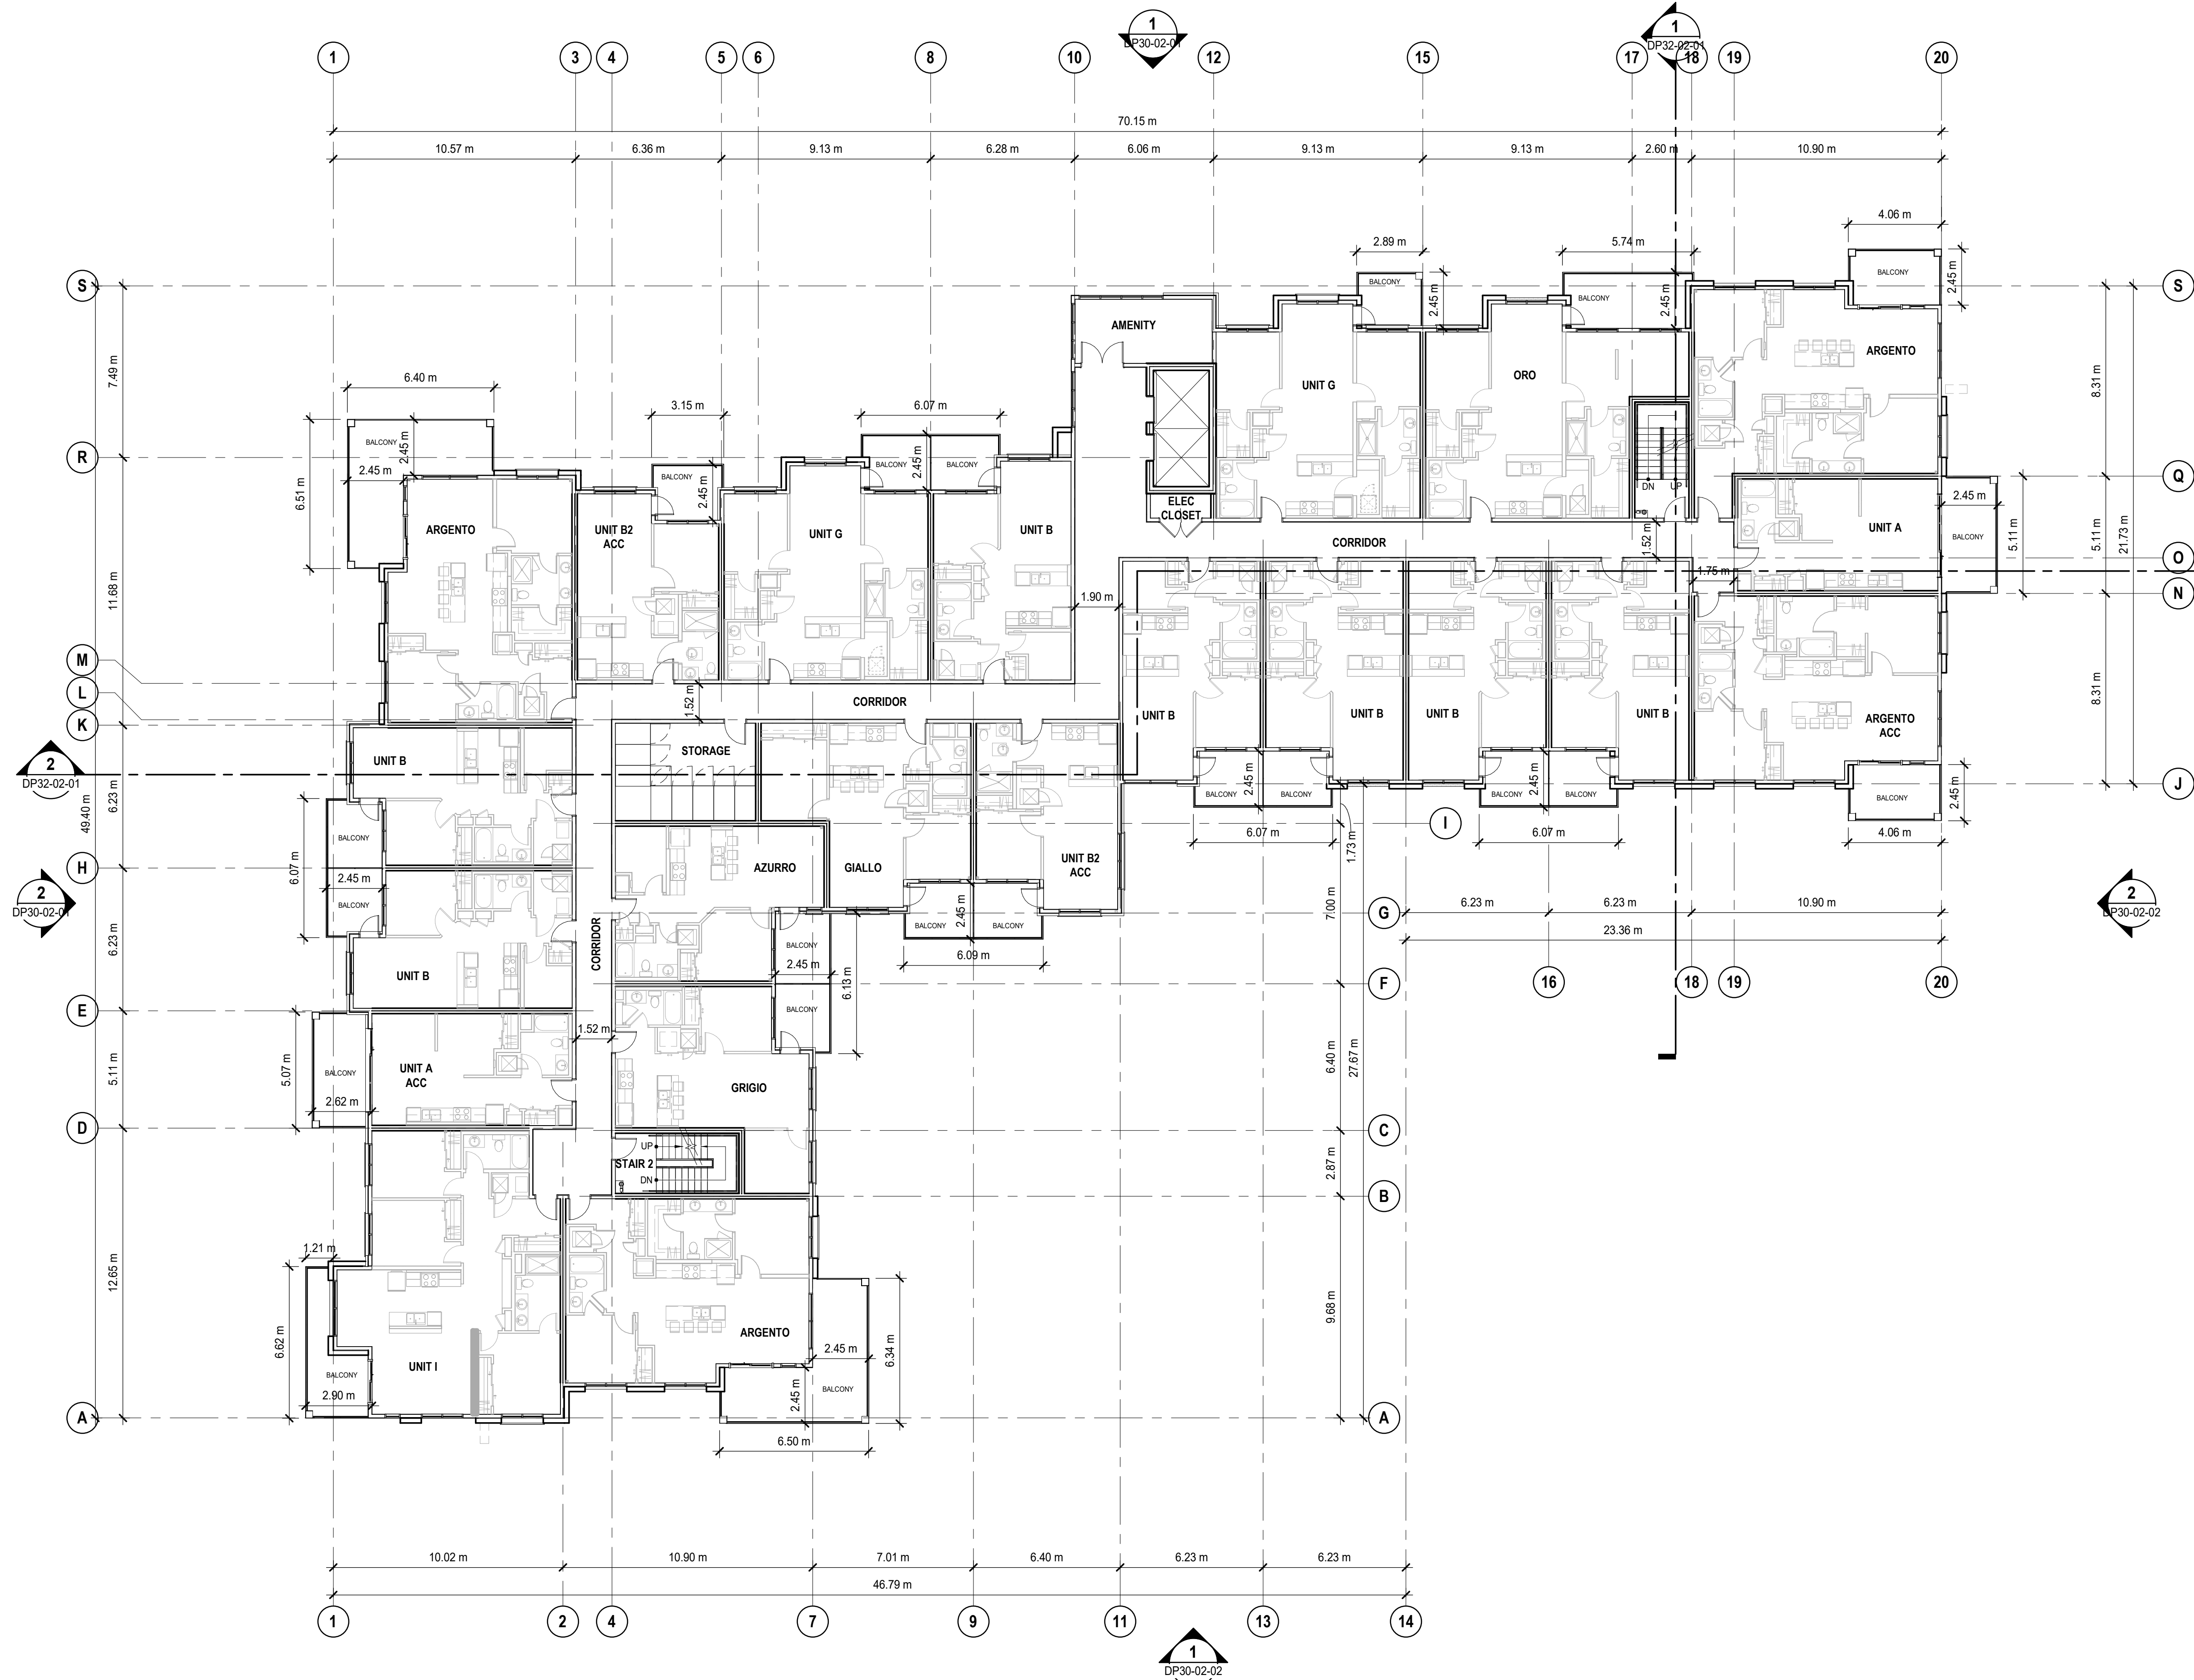 1
DP30-02-01
1
DP32-02-01
1 3 4 5 6 8 10 12 15 17 18 19 20
70.15 m
10.57 m 6.36 m 9.13 m 6.28 m 6.06 m 9.13 m 9.13 m 2.60 m 10.90 m
4.06 m
2.89 m 5.74 m
BALCONY 2.45 m
S BALCONY 2.45 m BALCONY 2.45 m S
AMENITY
ARGENTO
7.49 m 6.40 m UNIT G ORO 8.31 m
3.15 m 6.07 m
BALCONY 2.45 m
R 2.45 m BALCONY 2.45 m BALCONY BALCONY 2.45 m
Q
6.51 m
DN UP 2.45 m
ELEC
CLOSET
ARGENTO UNIT B2
ACC
UNIT G UNIT B UNIT A
CORRIDOR 1.52 m BALCONY 5.11 m 5.11 m 21.73 m
O
11.68 m 1.75 m
1.90 m N
M
L 1.52 m CORRIDOR 8.31 m
UNIT B UNIT B UNIT B UNIT B ARGENTO
ACC
K
STORAGE
UNIT B
2
DP32-02-01
49.40 m 6.23 m J
BALCONY 2.45 m BALCONY BALCONY 2.45 m BALCONY BALCONY 2.45 m
I
BALCONY 6.07 m 6.07 m 4.06 m
1.73 m
H 6.07 m 2.45 m AZURRO GIALLO UNIT B2
ACC
2
DP30-02-01
BALCONY 7.00 m 6.23 m 6.23 m 10.90 m
G
2
DP30-02-02
BALCONY 2.45 m BALCONY
6.23 m CORRIDOR BALCONY 23.36 m
6.09 m
UNIT B 2.45 m
6.13 m F 16 18 19 20
E BALCONY
1.52 m
5.07 m 5.11 m BALCONY UNIT A
ACC
6.40 m 27.67 m
GRIGIO
2.62 m
D C
UP
STAIR 2
DN
2.87 m
B
1.21 m
12.65 m
9.68 m
6.62 m ARGENTO
UNIT I 2.45 m 6.34 m
BALCONY
2.90 m 2.45 m BALCONY
A A
6.50 m
10.02 m 10.90 m 7.01 m 6.40 m 6.23 m 6.23 m
46.79 m
1 2 4 7 9 11 13 14
1
DP30-02-02